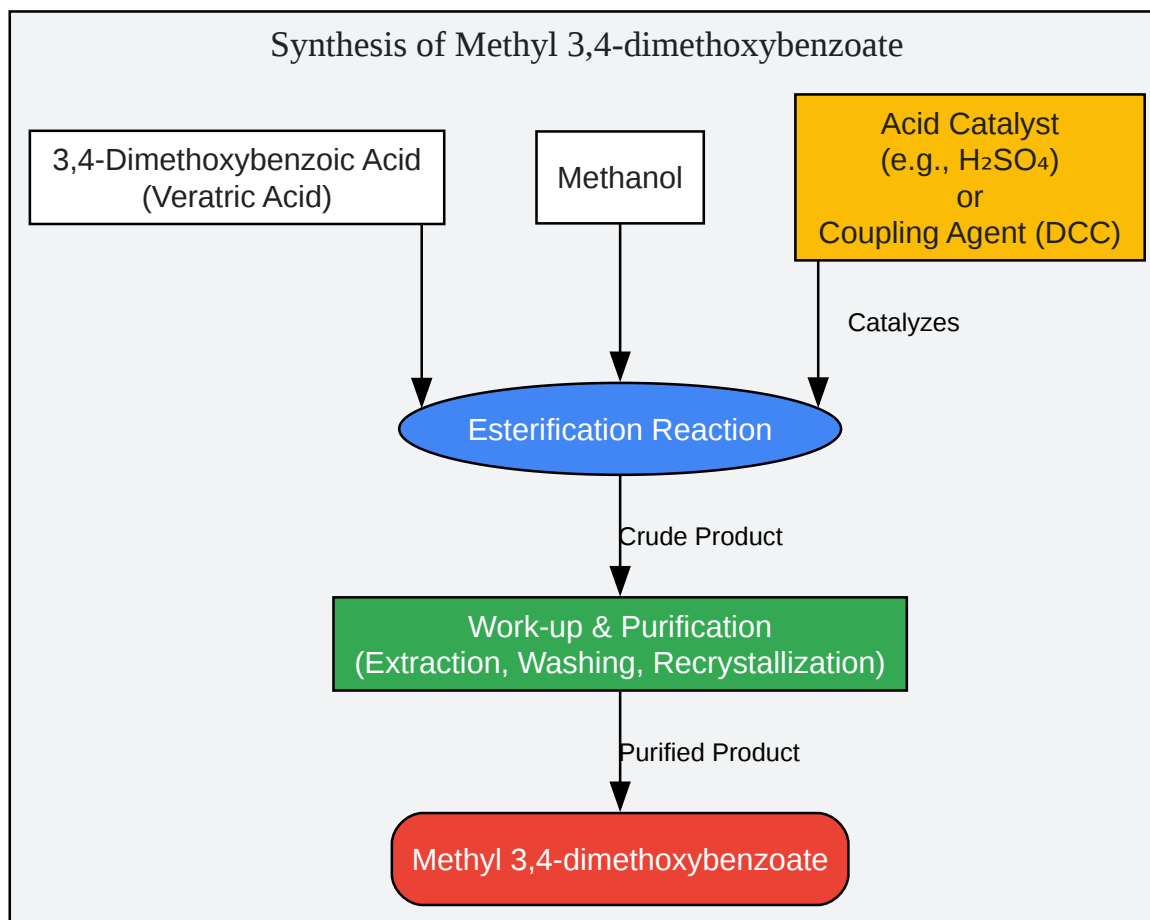 Synthesis of Methyl 3,4-dimethoxybenzoate
3,4-Dimethoxybenzoic Acid
(Veratric Acid)
Methanol
Acid Catalyst
(e.g., H₂SO₄)
or
Coupling Agent (DCC)
Catalyzes
Esterification Reaction
Crude Product
Work-up & Purification
(Extraction, Washing, Recrystallization)
Purified Product
Methyl 3,4-dimethoxybenzoate